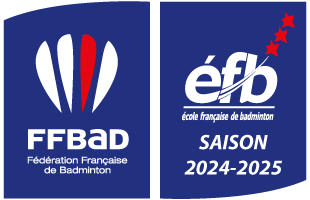 FFBaD
Fédération Française
de Badminton
éfb
école française de badminton
SAISON
2024-2025